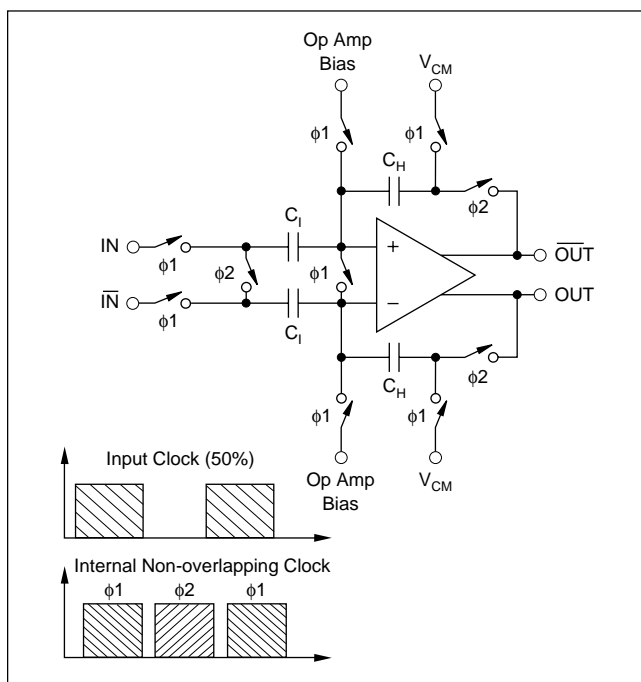 Op Amp
Bias
V_CM
φ1
φ1
C_H
φ2
C_I
IN
φ1
φ2
φ1
+
OUT̅
IN̅
φ1
−
OUT
C_I
C_H
φ2
φ1
φ1
Op Amp
Bias
V_CM
Input Clock (50%)
Internal Non-overlapping Clock
φ1 φ2 φ1